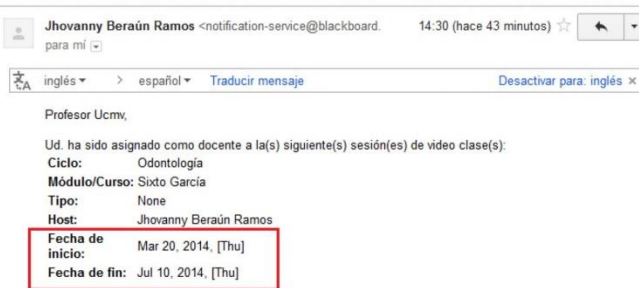 Jhovanny Beraún Ramos <notification-service@blackboard. 14:30 (hace 43 minutos)
para mí
inglés > español Traducir mensaje Desactivar para: inglés ×
Profesor Ucmv,
Ud. ha sido asignado como docente a la(s) siguiente(s) sesión(es) de video clase(s):
Ciclo: Odontología
Módulo/Curso: Sixto García
Tipo: None
Host: Jhovanny Beraún Ramos
Fecha de inicio: Mar 20, 2014, [Thu]
Fecha de fin: Jul 10, 2014, [Thu]